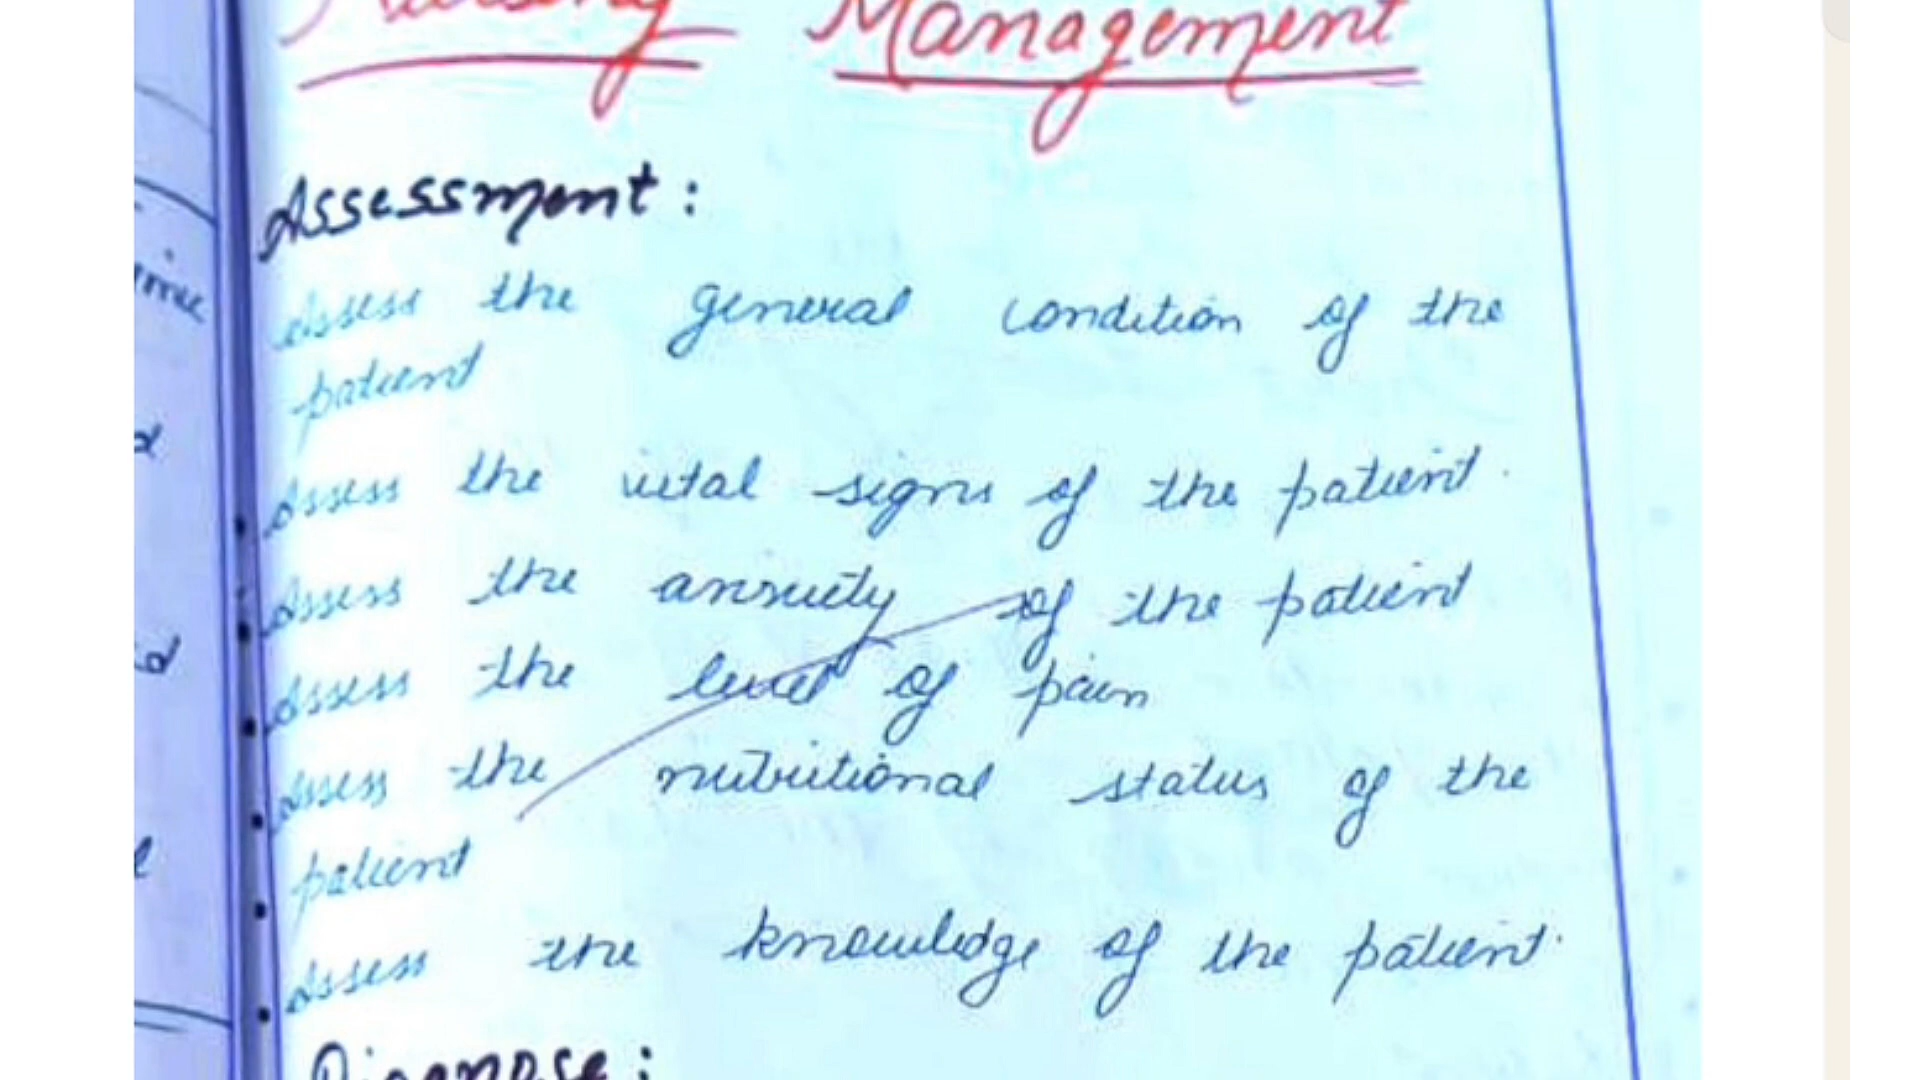 Nursing Management
Assessment:
Assess the general condition of the
patient
Assess the vital signs of the patient.
Assess the anxiety of the patient
Assess the level of pain
Assess the nutritional status of the
patient
Assess the knowledge of the patient.
Diagnose: